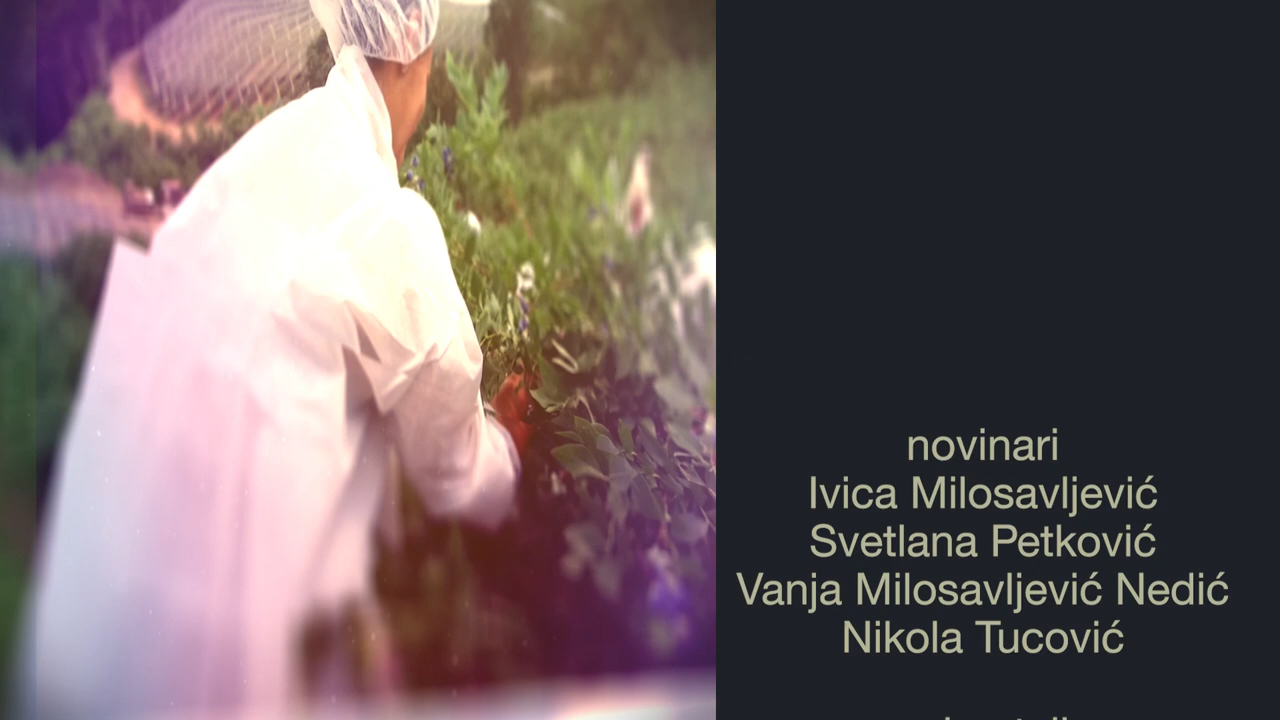 novinari
Ivica Milosavljević
Svetlana Petković
Vanja Milosavljević Nedić
Nikola Tucović